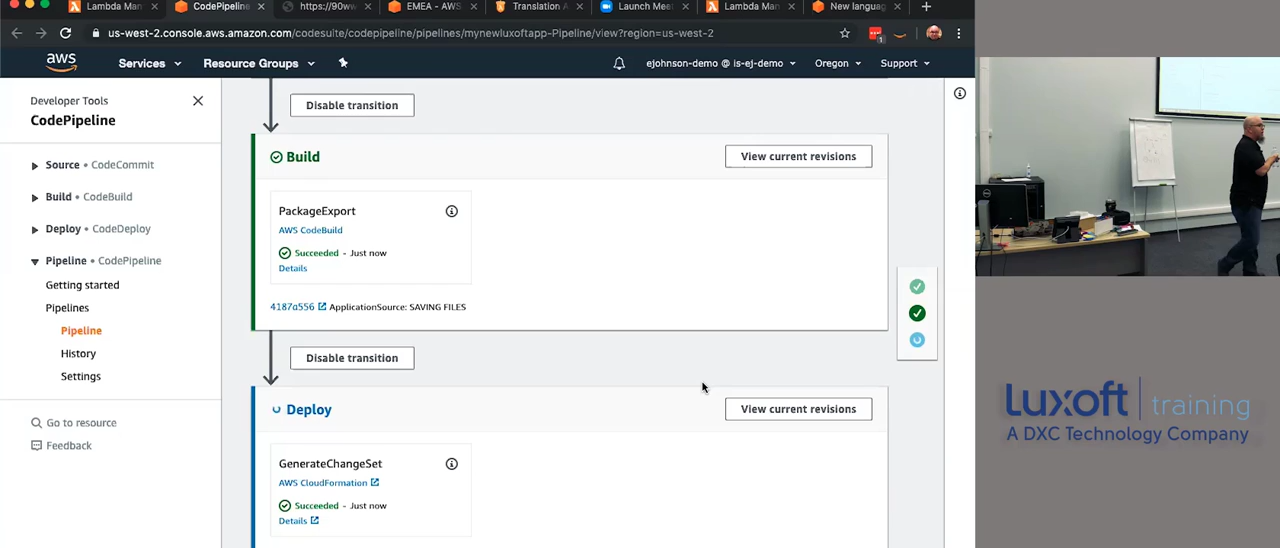 Lambda Man
CodePipeline
https://90ww
EMEA - AWS
Translation A
Launch Meet
Lambda Man
New languag
us-west-2.console.aws.amazon.com/codesuite/codepipeline/pipelines/mynewluxoftapp-Pipeline/view?region=us-west-2
1
aws
Services
Resource Groups
ejohnson-demo @ is-ej-demo
Oregon
Support
Developer Tools
CodePipeline
Source • CodeCommit
Build • CodeBuild
Deploy • CodeDeploy
Pipeline • CodePipeline
Getting started
Pipelines
Pipeline
History
Settings
Go to resource
Feedback
Disable transition
Build
View current revisions
PackageExport
AWS CodeBuild
Succeeded - Just now
Details
4187a556 ApplicationSource: SAVING FILES
Disable transition
Deploy
View current revisions
GenerateChangeSet
AWS CloudFormation
Succeeded - Just now
Details
luxoft training
A DXC Technology Company